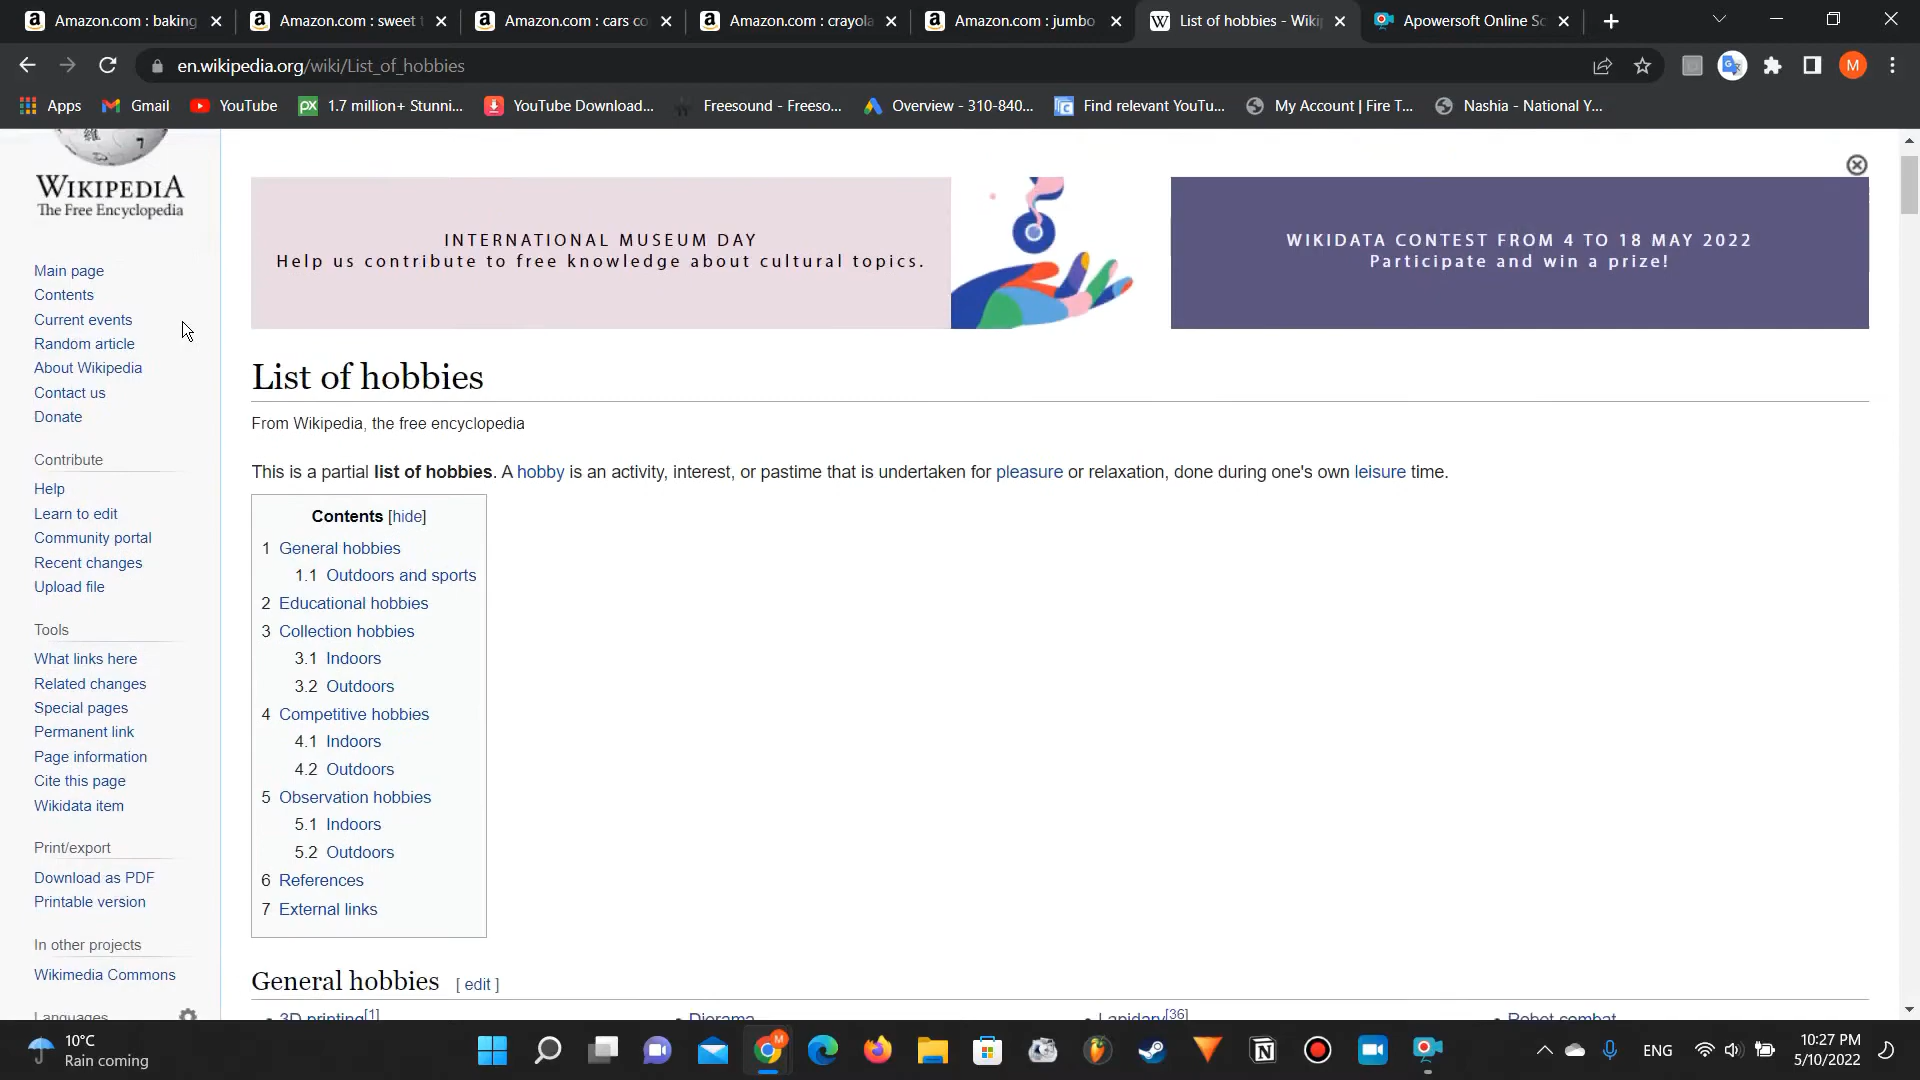 Amazon.com : baking
Amazon.com : sweet t
Amazon.com : cars co
Amazon.com : crayola
Amazon.com : jumbo
List of hobbies - Wiki
Apowersoft Online Sc
en.wikipedia.org/wiki/List_of_hobbies
M
Apps
Gmail
YouTube
1.7 million+ Stunni...
YouTube Download...
Freesound - Freeso...
Overview - 310-840...
Find relevant YouTu...
My Account | Fire T...
Nashia - National Y...
WIKIPEDIA
The Free Encyclopedia
Main page
Contents
Current events
Random article
About Wikipedia
Contact us
Donate
Contribute
Help
Learn to edit
Community portal
Recent changes
Upload file
Tools
What links here
Related changes
Special pages
Permanent link
Page information
Cite this page
Wikidata item
Print/export
Download as PDF
Printable version
In other projects
Wikimedia Commons
Languages
INTERNATIONAL MUSEUM DAY
Help us contribute to free knowledge about cultural topics.
WIKIDATA CONTEST FROM 4 TO 18 MAY 2022
Participate and win a prize!
List of hobbies
From Wikipedia, the free encyclopedia
This is a partial list of hobbies. A hobby is an activity, interest, or pastime that is undertaken for pleasure or relaxation, done during one's own leisure time.
Contents [hide]
1 General hobbies
1.1 Outdoors and sports
2 Educational hobbies
3 Collection hobbies
3.1 Indoors
3.2 Outdoors
4 Competitive hobbies
4.1 Indoors
4.2 Outdoors
5 Observation hobbies
5.1 Indoors
5.2 Outdoors
6 References
7 External links
General hobbies [ edit ]
• 3D printing[1]
• Diorama
• Lapidary[36]
• Robot combat
10°C
Rain coming
ENG
10:27 PM
5/10/2022